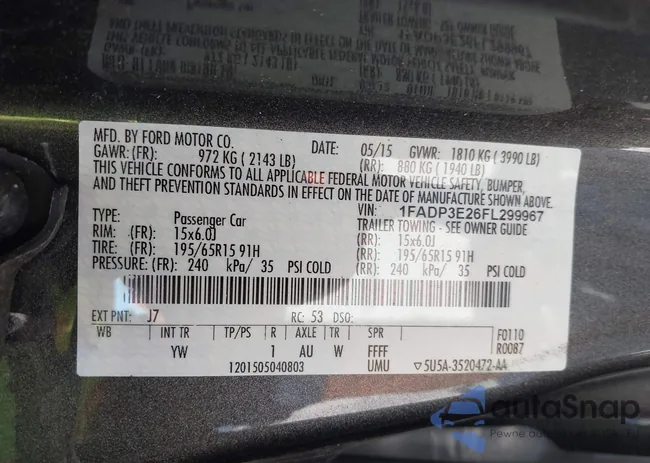 MFD. BY FORD MOTOR CO.
DATE: 05/15 GVWR: 1810 KG ( 3990 LB)
GAWR: (FR): 972 KG ( 2143 LB) (RR): 880 KG ( 1940 LB)
THIS VEHICLE CONFORMS TO ALL APPLICABLE FEDERAL MOTOR VEHICLE SAFETY, BUMPER,
AND THEFT PREVENTION STANDARDS IN EFFECT ON THE DATE OF MANUFACTURE SHOWN ABOVE.
VIN: 1FADP3E26FL299967
TYPE: Passenger Car TRAILER TOWING - SEE OWNER GUIDE
RIM: (FR): 15x6.0J (RR): 15x6.0J
TIRE: (FR): 195/65R15 91H (RR): 195/65R15 91H
PRESSURE: (FR): 240 kPa/ 35 PSI COLD (RR): 240 kPa/ 35 PSI COLD
EXT PNT: J7 RC: 53 DSO:
WB INT TR TP/PS R AXLE TR SPR F0110
YW 1 AU W FFFF R0087
1201505040803 UMU ▽5U5A-3520472-AA
autoSnap